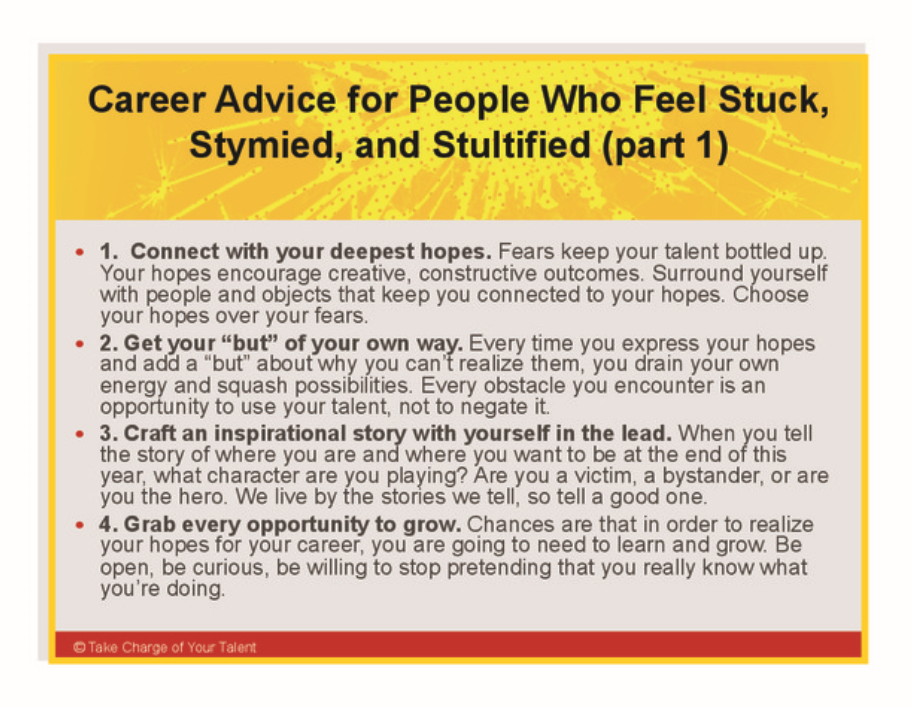 Career Advice for People Who Feel Stuck,
Stymied, and Stultified (part 1)
• 1.  Connect with your deepest hopes. Fears keep your talent bottled up.
Your hopes encourage creative, constructive outcomes. Surround yourself
with people and objects that keep you connected to your hopes. Choose
your hopes over your fears.
• 2. Get your “but” of your own way. Every time you express your hopes
and add a “but” about why you can’t realize them, you drain your own
energy and squash possibilities. Every obstacle you encounter is an
opportunity to use your talent, not to negate it.
• 3. Craft an inspirational story with yourself in the lead. When you tell
the story of where you are and where you want to be at the end of this
year, what character are you playing? Are you a victim, a bystander, or are
you the hero. We live by the stories we tell, so tell a good one.
• 4. Grab every opportunity to grow. Chances are that in order to realize
your hopes for your career, you are going to need to learn and grow. Be
open, be curious, be willing to stop pretending that you really know what
you’re doing.
© Take Charge of Your Talent